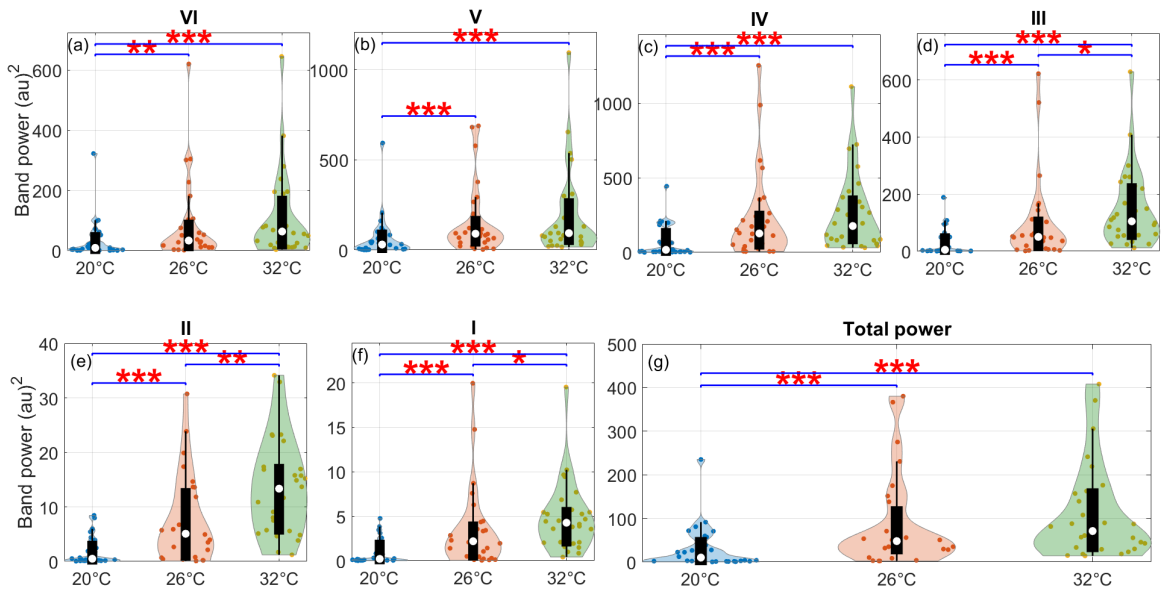 VI
(a)
***
**
Band power (au)2
600
400
200
0
20°C
26°C
32°C
V
(b)
***
***
1000
500
0
20°C
26°C
32°C
IV
(c)
***
***
1000
500
0
20°C
26°C
32°C
III
(d)
***
*
***
600
400
200
0
20°C
26°C
32°C
II
(e)
***
**
***
Band power (au)2
40
30
20
10
0
20°C
26°C
32°C
I
(f)
***
*
***
20
15
10
5
0
20°C
26°C
32°C
Total power
(g)
***
***
500
400
300
200
100
0
20°C
26°C
32°C